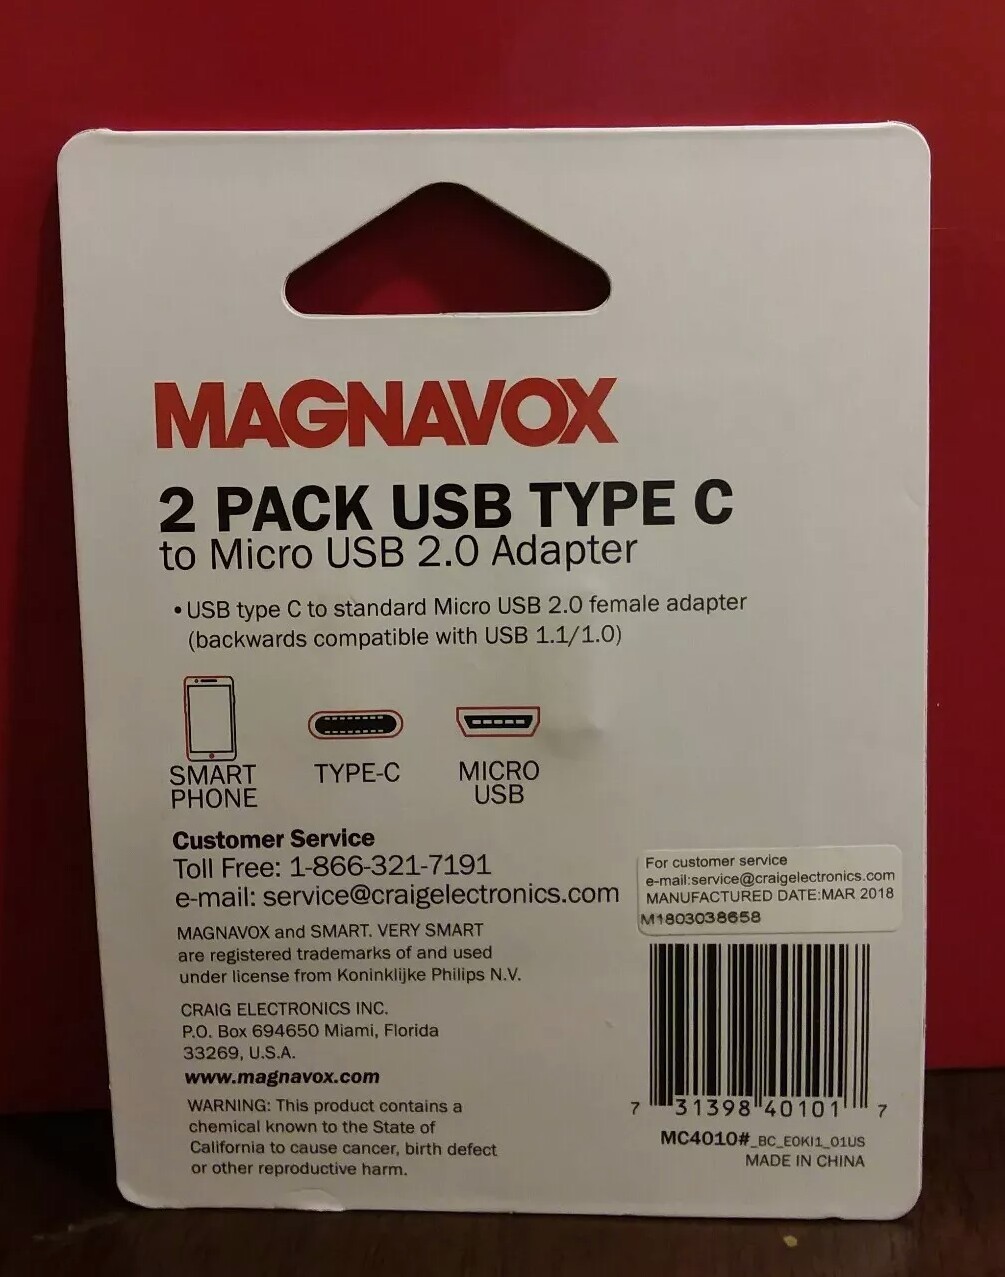 MAGNAVOX
2 PACK USB TYPE C
to Micro USB 2.0 Adapter
• USB type C to standard Micro USB 2.0 female adapter
(backwards compatible with USB 1.1/1.0)
SMART
PHONE
TYPE-C
MICRO
USB
Customer Service
Toll Free: 1-866-321-7191
e-mail: service@craigelectronics.com
MAGNAVOX and SMART. VERY SMART
are registered trademarks of and used
under license from Koninklijke Philips N.V.
CRAIG ELECTRONICS INC.
P.O. Box 694650 Miami, Florida
33269, U.S.A.
www.magnavox.com
WARNING: This product contains a
chemical known to the State of
California to cause cancer, birth defect
or other reproductive harm.
For customer service
e-mail:service@craigelectronics.com
MANUFACTURED DATE:MAR 2018
M1803038658
7 31398 40101 7
MC4010#_BC_E0KI1_01US
MADE IN CHINA